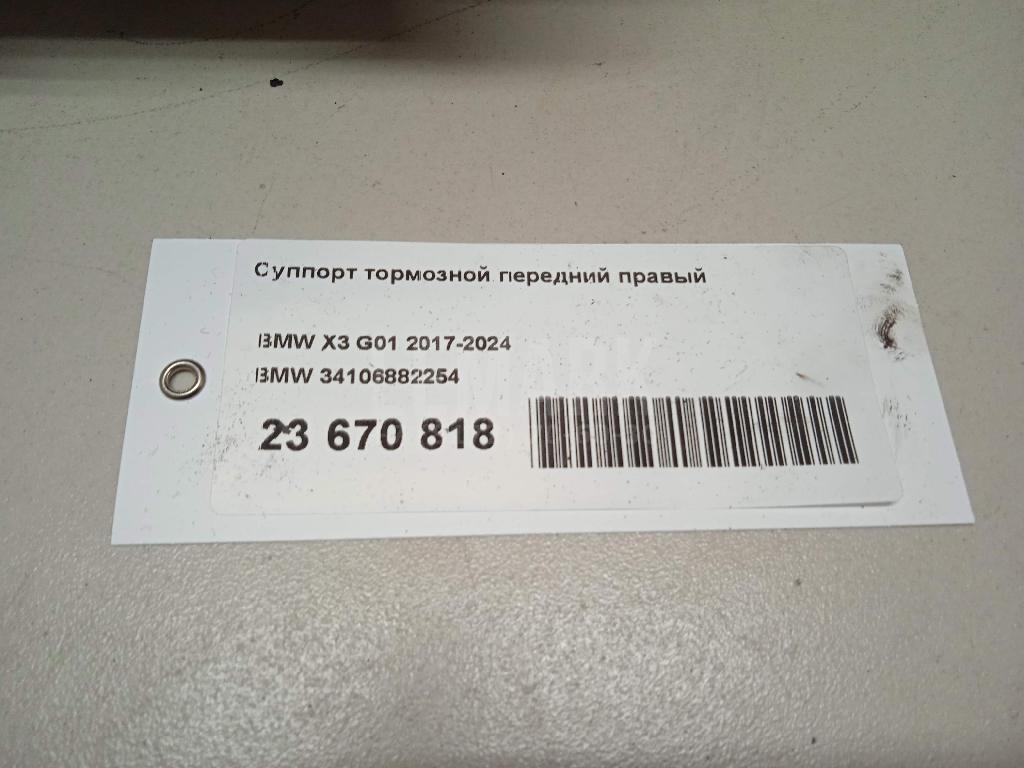 Суппорт тормозной передний правый
BMW X3 G01 2017-2024
BMW 34106882254
23 670 818